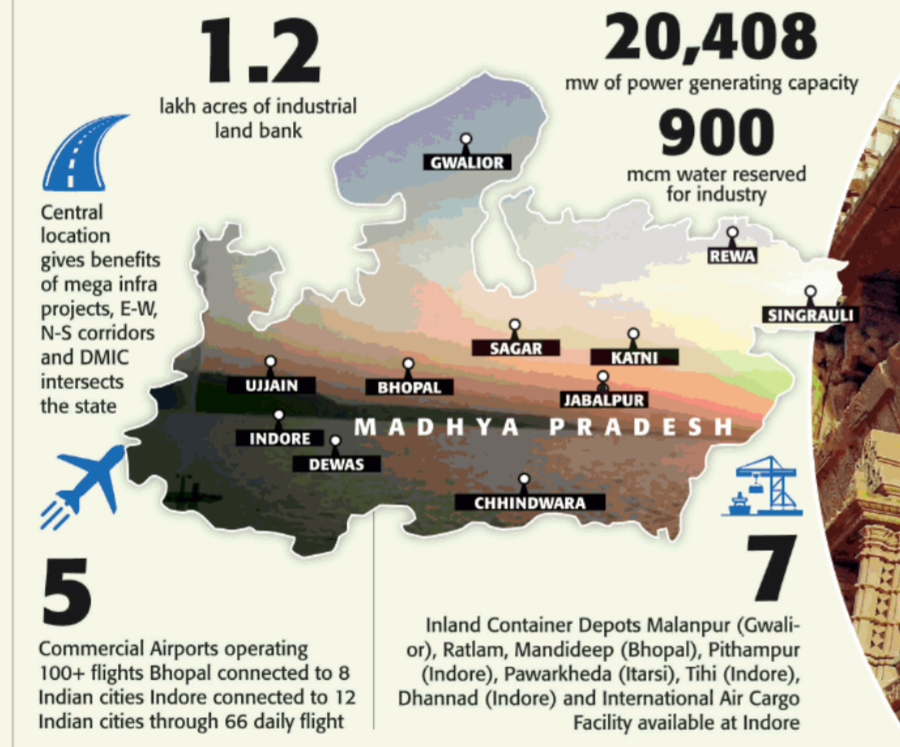 1.2
lakh acres of industrial
land bank
20,408
mw of power generating capacity
900
mcm water reserved
for industry
Central
location
gives benefits
of mega infra
projects, E-W,
N-S corridors
and DMIC
intersects
the state
GWALIOR
REWA
SINGRAULI
SAGAR
KATNI
UJJAIN
BHOPAL
JABALPUR
MADHYA PRADESH
INDORE
DEWAS
CHHINDWARA
5
Commercial Airports operating
100+ flights Bhopal connected to 8
Indian cities Indore connected to 12
Indian cities through 66 daily flight
7
Inland Container Depots Malanpur (Gwali-
or), Ratlam, Mandideep (Bhopal), Pithampur
(Indore), Pawarkheda (Itarsi), Tihi (Indore),
Dhannad (Indore) and International Air Cargo
Facility available at Indore